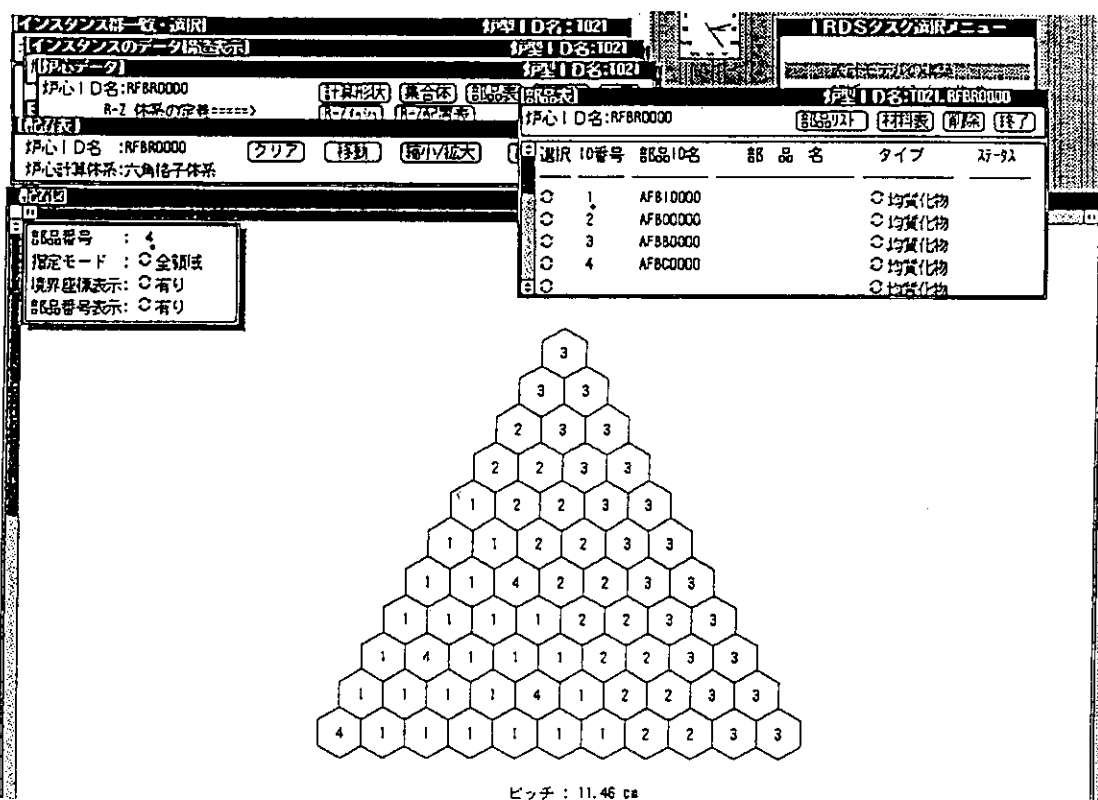 [インスタンス群一覧・選択] 炉型ID名:T021
[インスタンスのデータ構造表示] 炉型ID名:T021
[炉心データ] 炉型ID名:T021
炉心ID名:RFBR0000 計算形状 集合体 部品表
R-Z 体系の定義=====>
[配置表]
炉心ID名 :RFBR0000 クリア 移動 縮小/拡大
炉心計算体系:六角格子体系
IRDSタスク選択メニュー
[部品表] 炉型ID名:T021.RFBR0000
炉心ID名:RFBR0000 部品リスト 材料表 削除 終了
選択 ID番号 部品ID名 部 品 名 タイプ ステータス
1 AFBI0000 均質化物
2 AFBO0000 均質化物
3 AFBB0000 均質化物
4 AFBC0000 均質化物
均質化物
配置図
部品番号 : 4
指定モード : 全領域
境界座標表示: 有り
部品番号表示: 有り
3
3 3
2 3 3
2 2 3 3
1 2 2 3 3
1 1 2 2 3 3
1 1 4 2 2 3 3
1 1 1 1 2 2 3 3
1 4 1 1 1 2 2 3 3
1 1 1 1 4 1 2 2 3 3
4 1 1 1 1 1 1 2 2 3 3
ピッチ : 11.46 cm